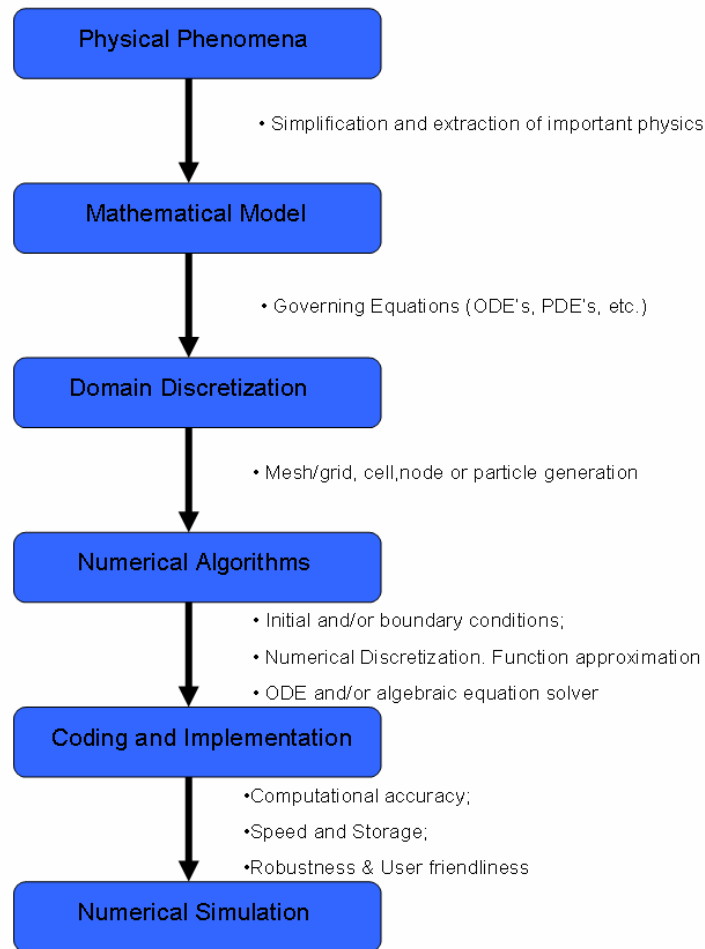 Physical Phenomena
• Simplification and extraction of important physics
Mathematical Model
• Governing Equations (ODE's, PDE's, etc.)
Domain Discretization
• Mesh/grid, cell,node or particle generation
Numerical Algorithms
• Initial and/or boundary conditions;
• Numerical Discretization. Function approximation
• ODE and/or algebraic equation solver
Coding and Implementation
•Computational accuracy;
•Speed and Storage;
•Robustness & User friendliness
Numerical Simulation